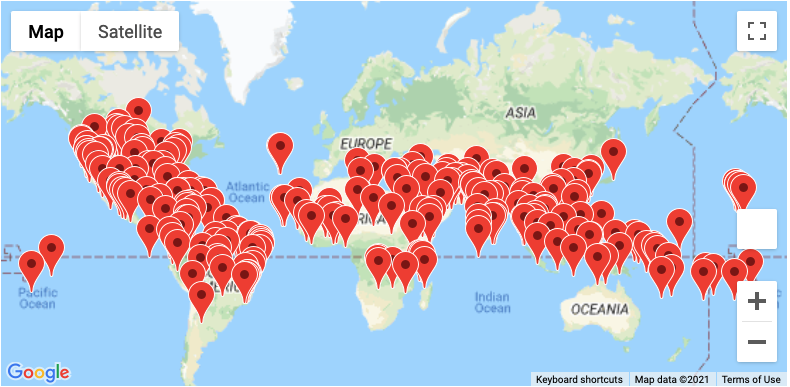 Map
Satellite
ASIA
EUROPE
Atlantic
Ocean
Pacific
Ocean
Indian
Ocean
OCEANIA
Google
Keyboard shortcuts
Map data ©2021
Terms of Use